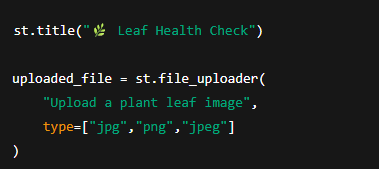 st.title("🌿 Leaf Health Check")
uploaded_file = st.file_uploader(
    "Upload a plant leaf image",
    type=["jpg","png","jpeg"]
)